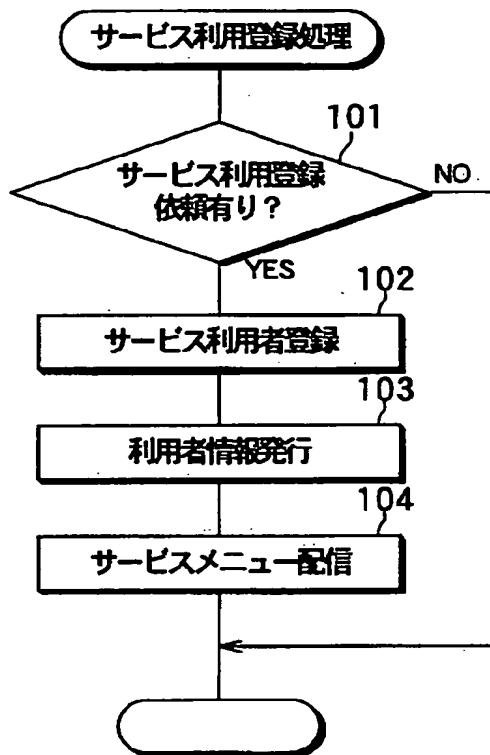 サービス利用登録処理
101
サービス利用登録
依頼有り？
NO
YES
102
サービス利用者登録
103
利用者情報発行
104
サービスメニュー配信